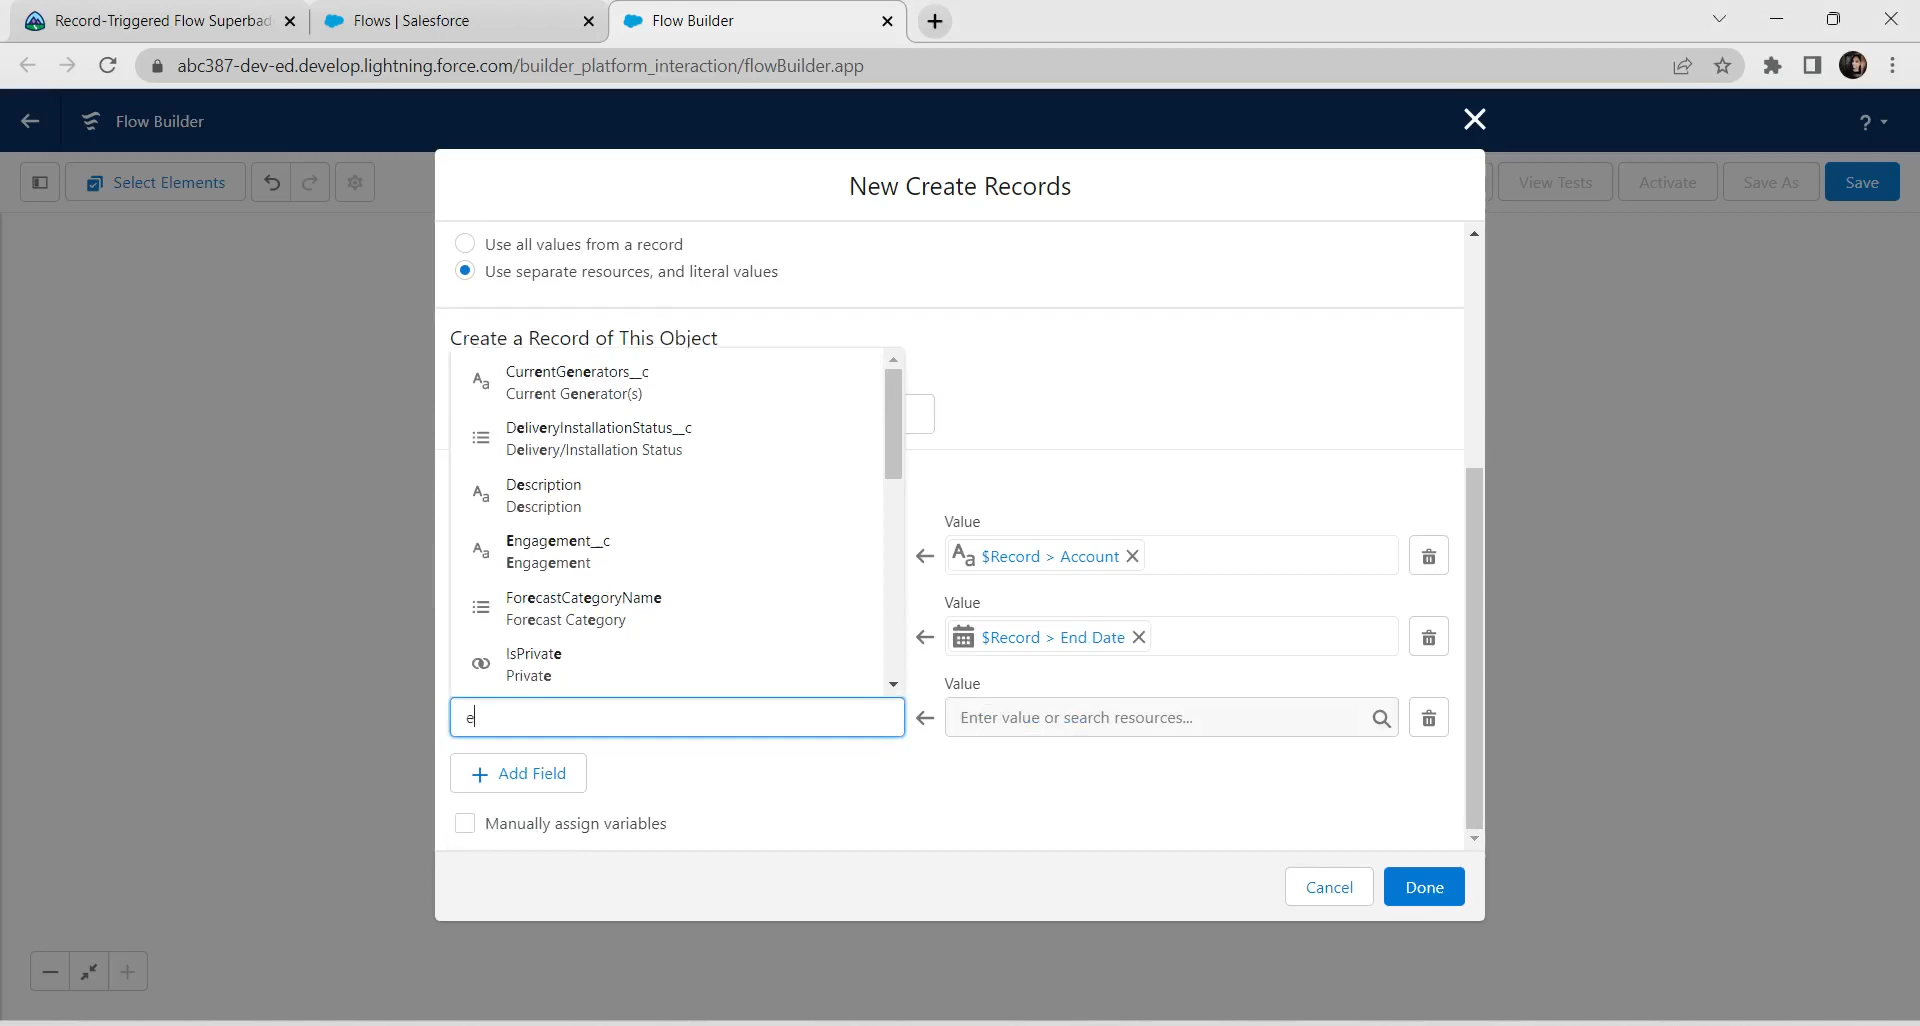 Record-Triggered Flow Superbad
Flows | Salesforce
Flow Builder
abc387-dev-ed.develop.lightning.force.com/builder_platform_interaction/flowBuilder.app
Flow Builder
?
Select Elements
View Tests
Activate
Save As
Save
New Create Records
Use all values from a record
Use separate resources, and literal values
Create a Record of This Object
Aa CurrentGenerators__c
Current Generator(s)
DeliveryInstallationStatus__c
Delivery/Installation Status
Aa Description
Description
Aa Engagement__c
Engagement
ForecastCategoryName
Forecast Category
IsPrivate
Private
Value
Aa $Record > Account
Value
$Record > End Date
Value
e
Enter value or search resources...
Add Field
Manually assign variables
Cancel
Done